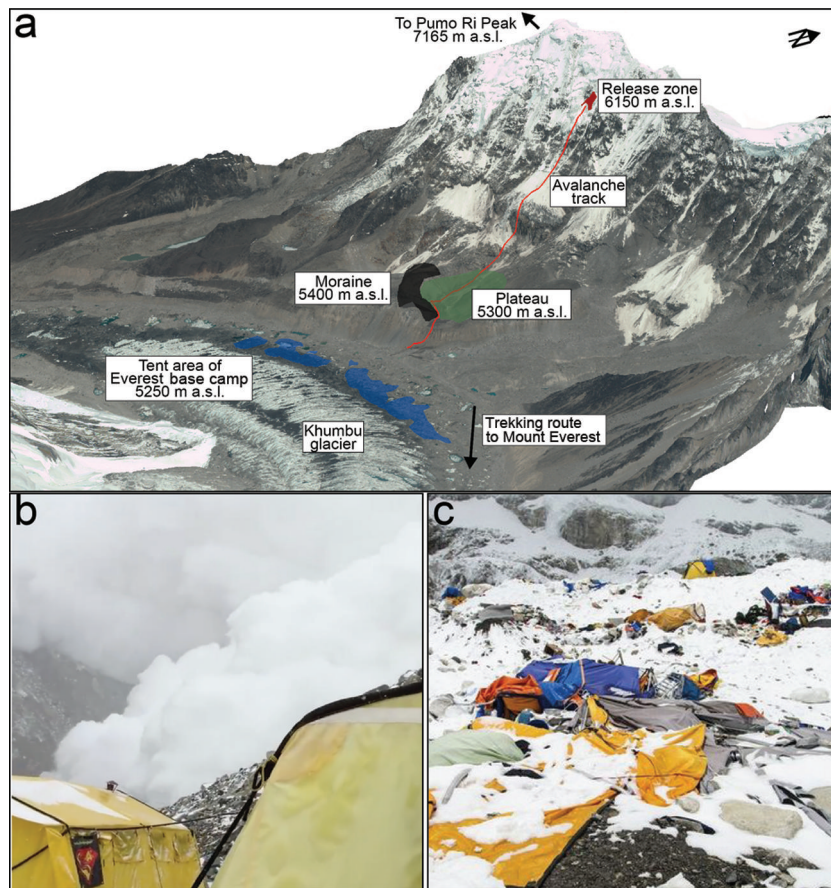 a
To Pumo Ri Peak
7165 m a.s.l.
Release zone
6150 m a.s.l.
Avalanche
track
Moraine
5400 m a.s.l.
Plateau
5300 m a.s.l.
Tent area of
Everest base camp
5250 m a.s.l.
Khumbu
glacier
Trekking route
to Mount Everest
b
c